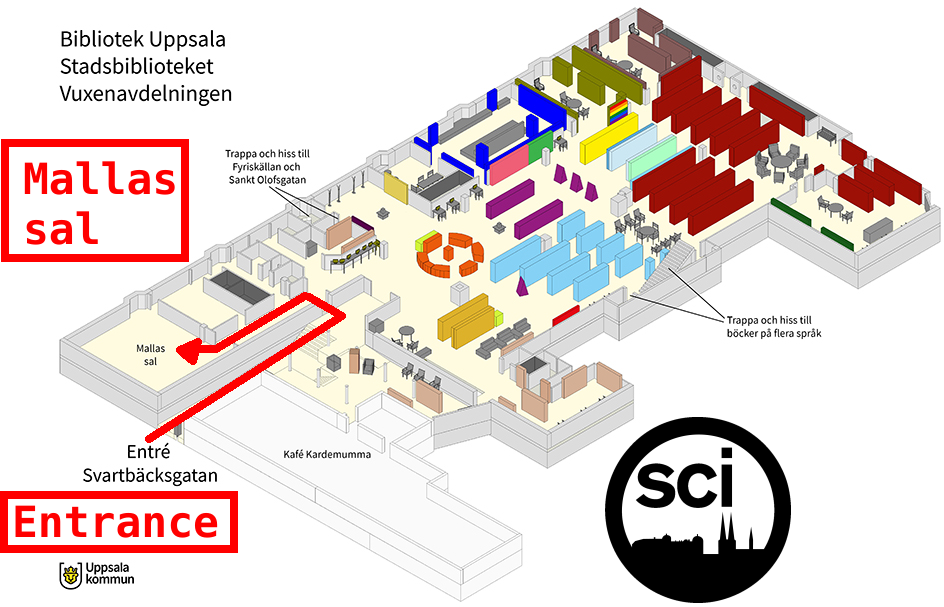 Bibliotek Uppsala
Stadsbiblioteket
Vuxenavdelningen
Mallas
sal
Trappa och hiss till
Fyriskällan och
Sankt Olofsgatan
Trappa och hiss till
böcker på flera språk
Mallas
sal
Entré
Svartbäcksgatan
Kafé Kardemumma
Entrance
Uppsala
kommun
sci